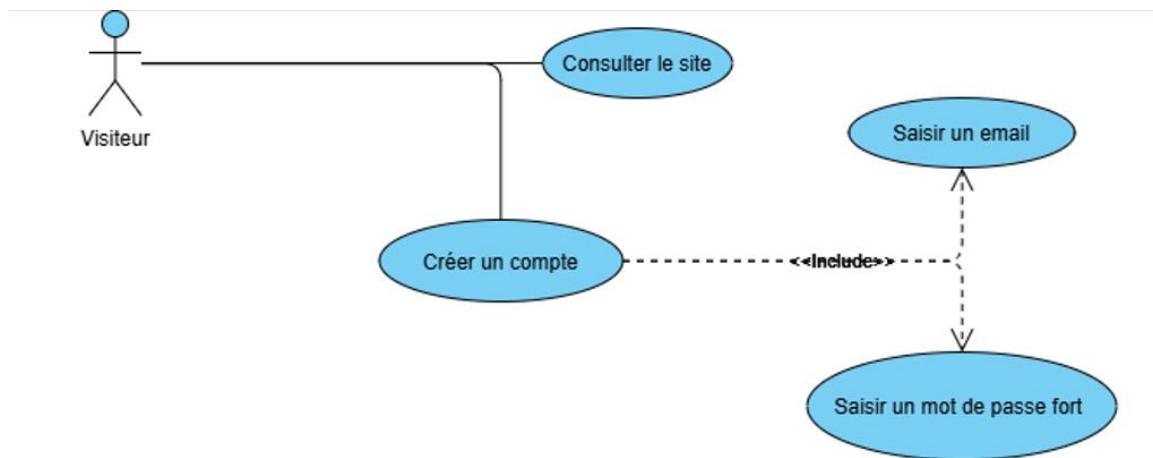 Consulter le site
Visiteur
Saisir un email
Créer un compte
<<Include>>
Saisir un mot de passe fort